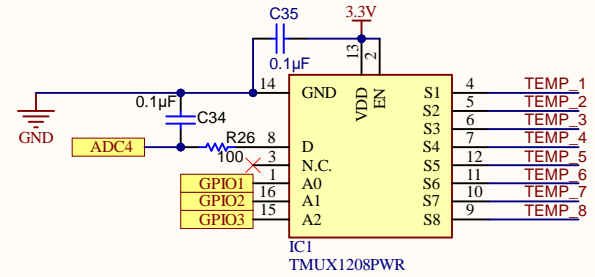 C35
3.3V
0.1µF
13
2
14
GND
VDD
EN
S1
4
TEMP_1
S2
5
TEMP_2
S3
6
TEMP_3
S4
7
TEMP_4
S5
12
TEMP_5
S6
11
TEMP_6
S7
10
TEMP_7
S8
9
TEMP_8
0.1µF
C34
GND
ADC4
R26
100
8
D
3
N.C.
GPIO1
1
A0
GPIO2
16
A1
GPIO3
15
A2
IC1
TMUX1208PWR